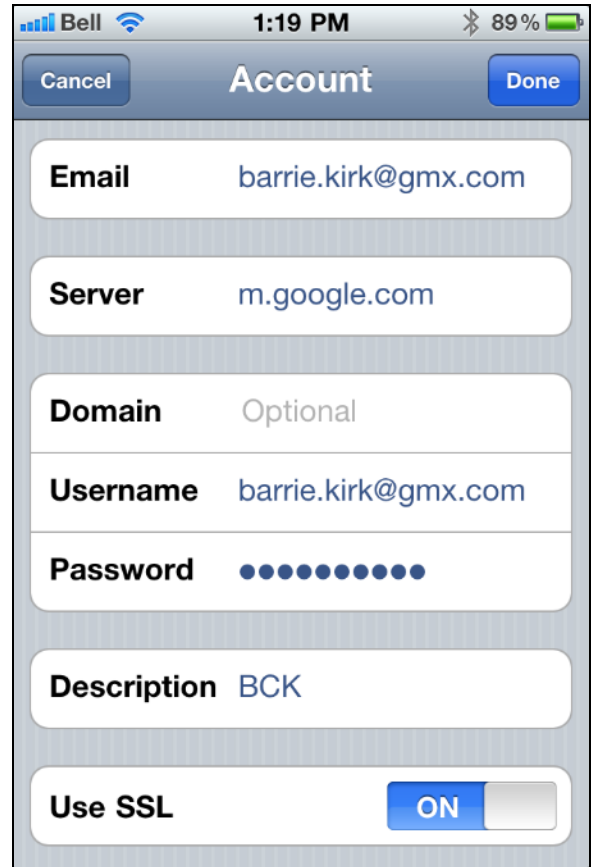 Bell 1:19 PM 89%
Cancel Account Done
Email barrie.kirk@gmx.com
Server m.google.com
Domain Optional
Username barrie.kirk@gmx.com
Password ●●●●●●●●●●
Description BCK
Use SSL ON